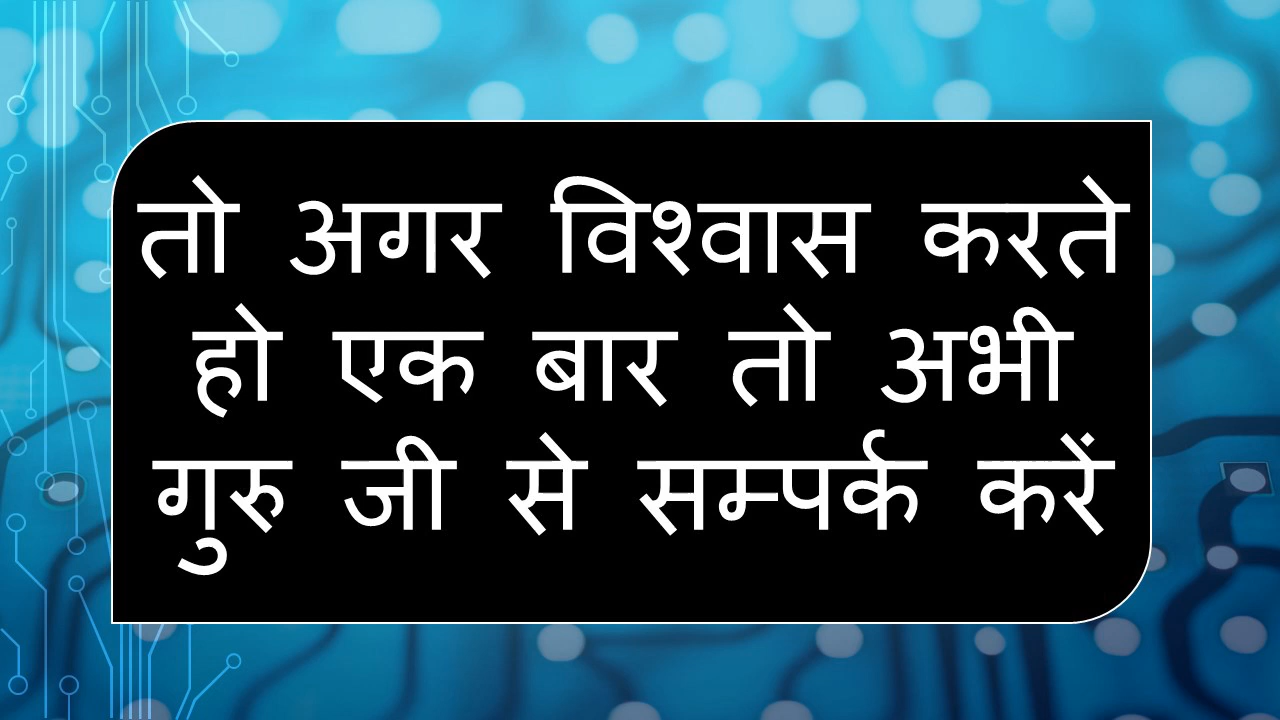 तो अगर विश्वास करते
हो एक बार तो अभी
गुरु जी से सम्पर्क करें